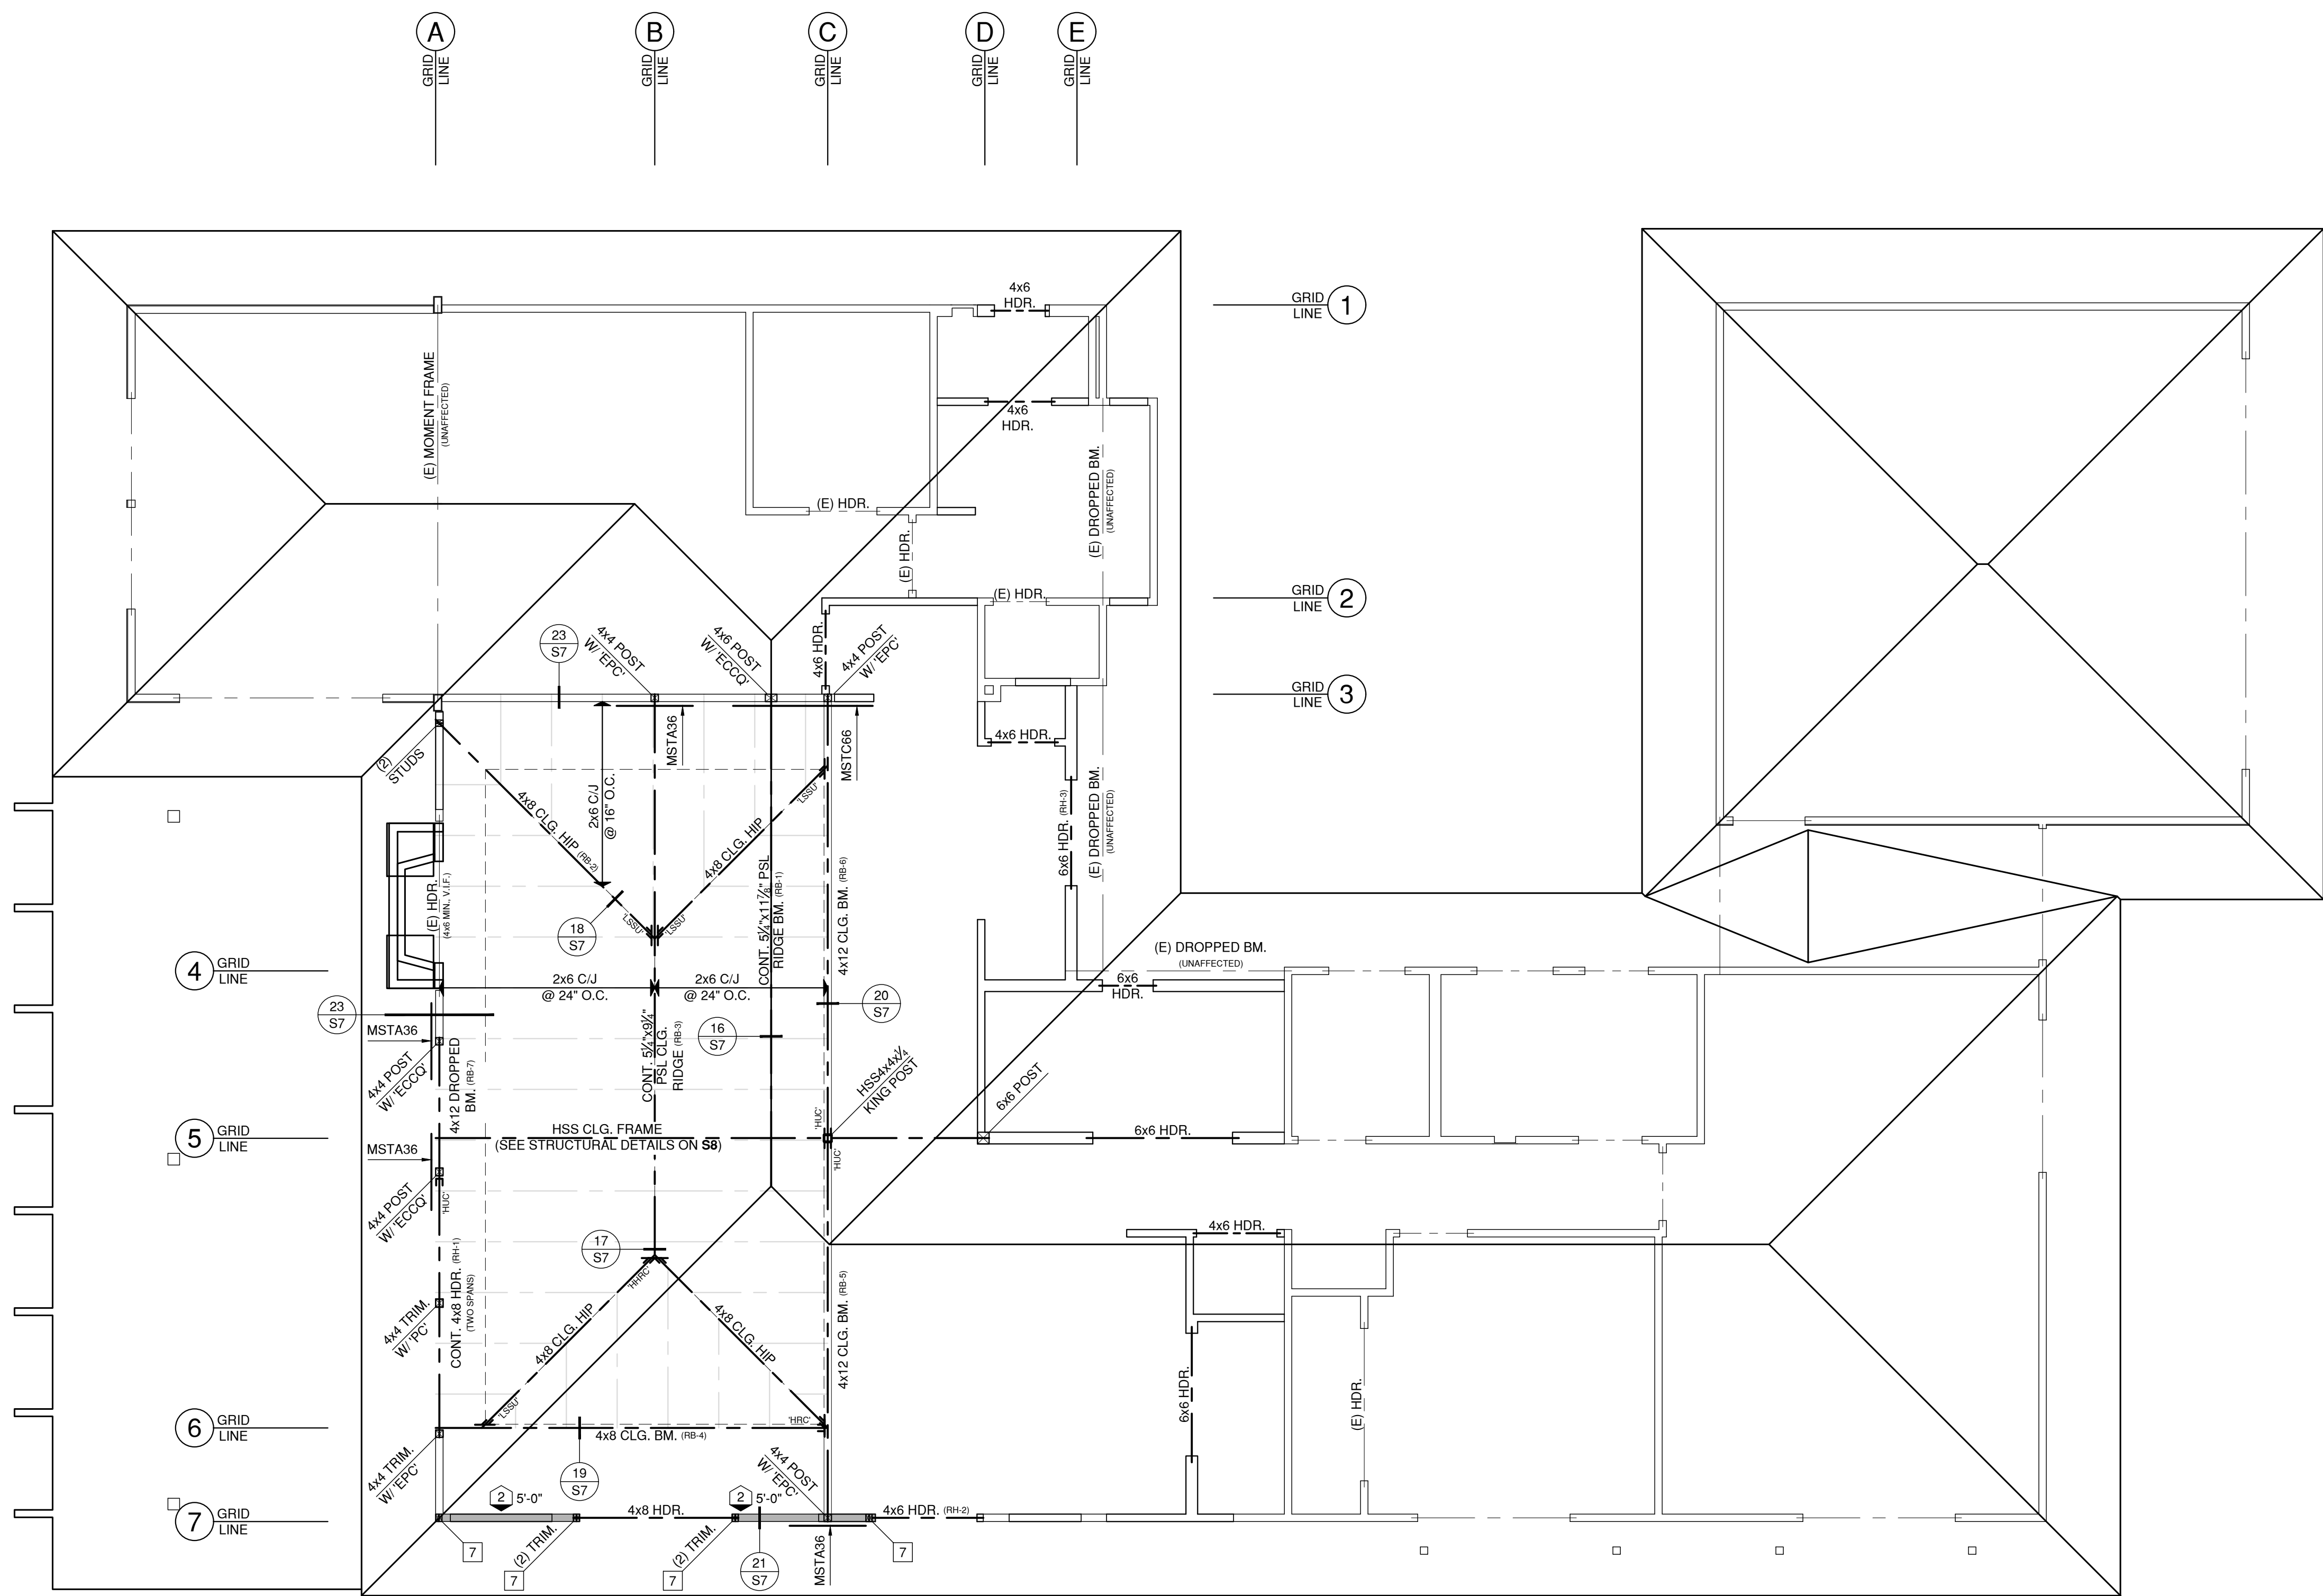 A
B
C
D
E
GRID
LINE
GRID
LINE
GRID
LINE
GRID
LINE
GRID
LINE
4x6
HDR.
GRID
LINE
1
(E) MOMENT FRAME
(UNAFFECTED)
4x6
HDR.
(E) HDR.
(E) DROPPED BM.
(UNAFFECTED)
(E) HDR.
(E) HDR.
GRID
LINE
2
23
S7
4x4 POST
W/ 'EPC'
4x6 POST
W/ 'ECCQ'
4x6 HDR.
4x4 POST
W/ 'EPC'
GRID
LINE
3
MSTA36
MSTC66
4x6 HDR.
(2)
STUDS
4x8 CLG. HIP (RB-2)
2x6 C/J
@ 16" O.C.
'LSSU'
4x8 CLG. HIP
CONT. 5¼"x11⅞" PSL
RIDGE BM. (RB-1)
4x12 CLG. BM. (RB-6)
6x6 HDR. (RH-3)
(E) DROPPED BM.
(UNAFFECTED)
(E) HDR.
(4x6 MIN., V.I.F.)
18
S7
'LSSU'
'LSSU'
(E) DROPPED BM.
(UNAFFECTED)
4
GRID
LINE
2x6 C/J
@ 24" O.C.
2x6 C/J
@ 24" O.C.
6x6
HDR.
23
S7
20
S7
MSTA36
16
S7
4x4 POST
W/ 'ECCQ'
4x12 DROPPED
BM. (RB-7)
CONT. 5¼"x9¼"
PSL CLG.
RIDGE (RB-3)
HSS4x4x¼
KING POST
6x6 POST
5
GRID
LINE
MSTA36
HSS CLG. FRAME
(SEE STRUCTURAL DETAILS ON S8)
'HUC'
'HUC'
6x6 HDR.
4x4 POST
W/ 'ECCQ'
'HUC'
17
S7
4x6 HDR.
'HHRC'
4x4 TRIM.
W/ 'PC'
CONT. 4x8 HDR. (RH-1)
(TWO SPANS)
4x8 CLG. HIP
4x8 CLG. HIP
4x12 CLG. BM. (RB-5)
6x6 HDR.
(E) HDR.
'LSSU'
'HRC'
6
GRID
LINE
4x8 CLG. BM. (RB-4)
4x4 TRIM.
W/ 'EPC'
19
S7
4x4 POST
W/ 'EPC'
7
GRID
LINE
2
5'-0"
4x8 HDR.
2
5'-0"
4x6 HDR. (RH-2)
7
(2) TRIM.
7
(2) TRIM.
7
21
S7
MSTA36
7